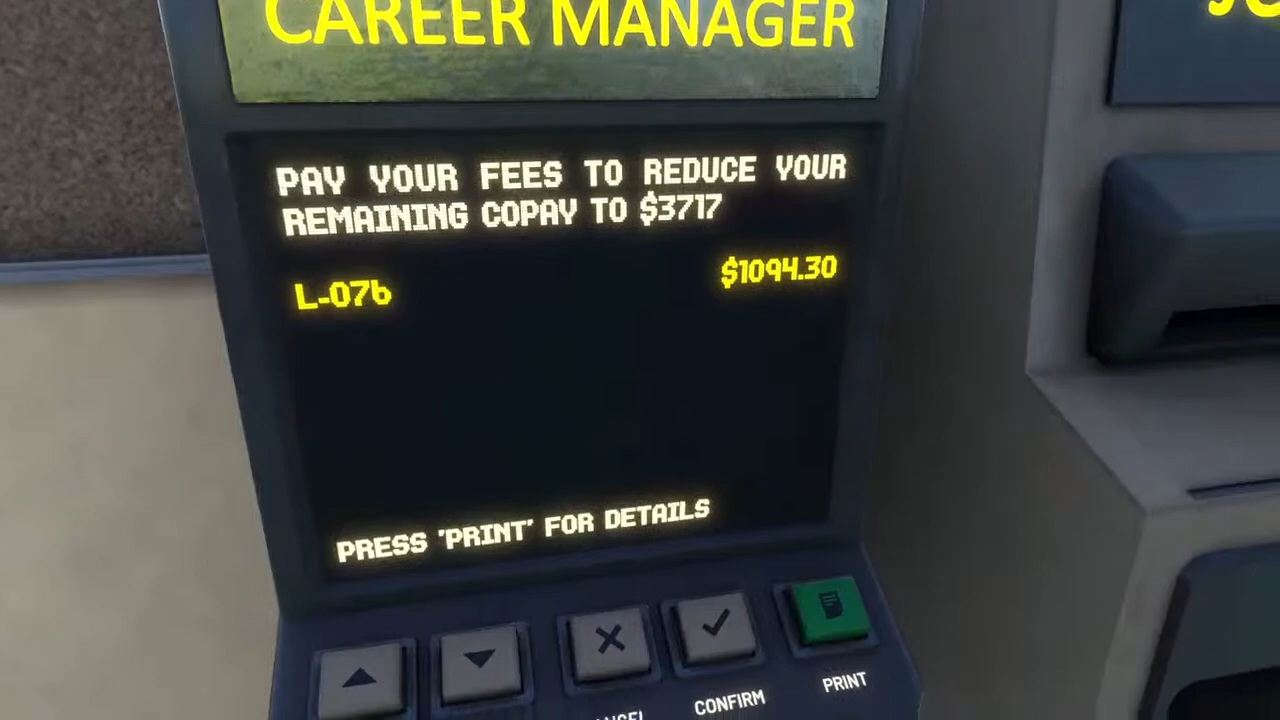 CAREER MANAGER
PAY YOUR FEES TO REDUCE YOUR
REMAINING COPAY TO $3717
L-07b $1094.30
PRESS 'PRINT' FOR DETAILS
CONFIRM
PRINT